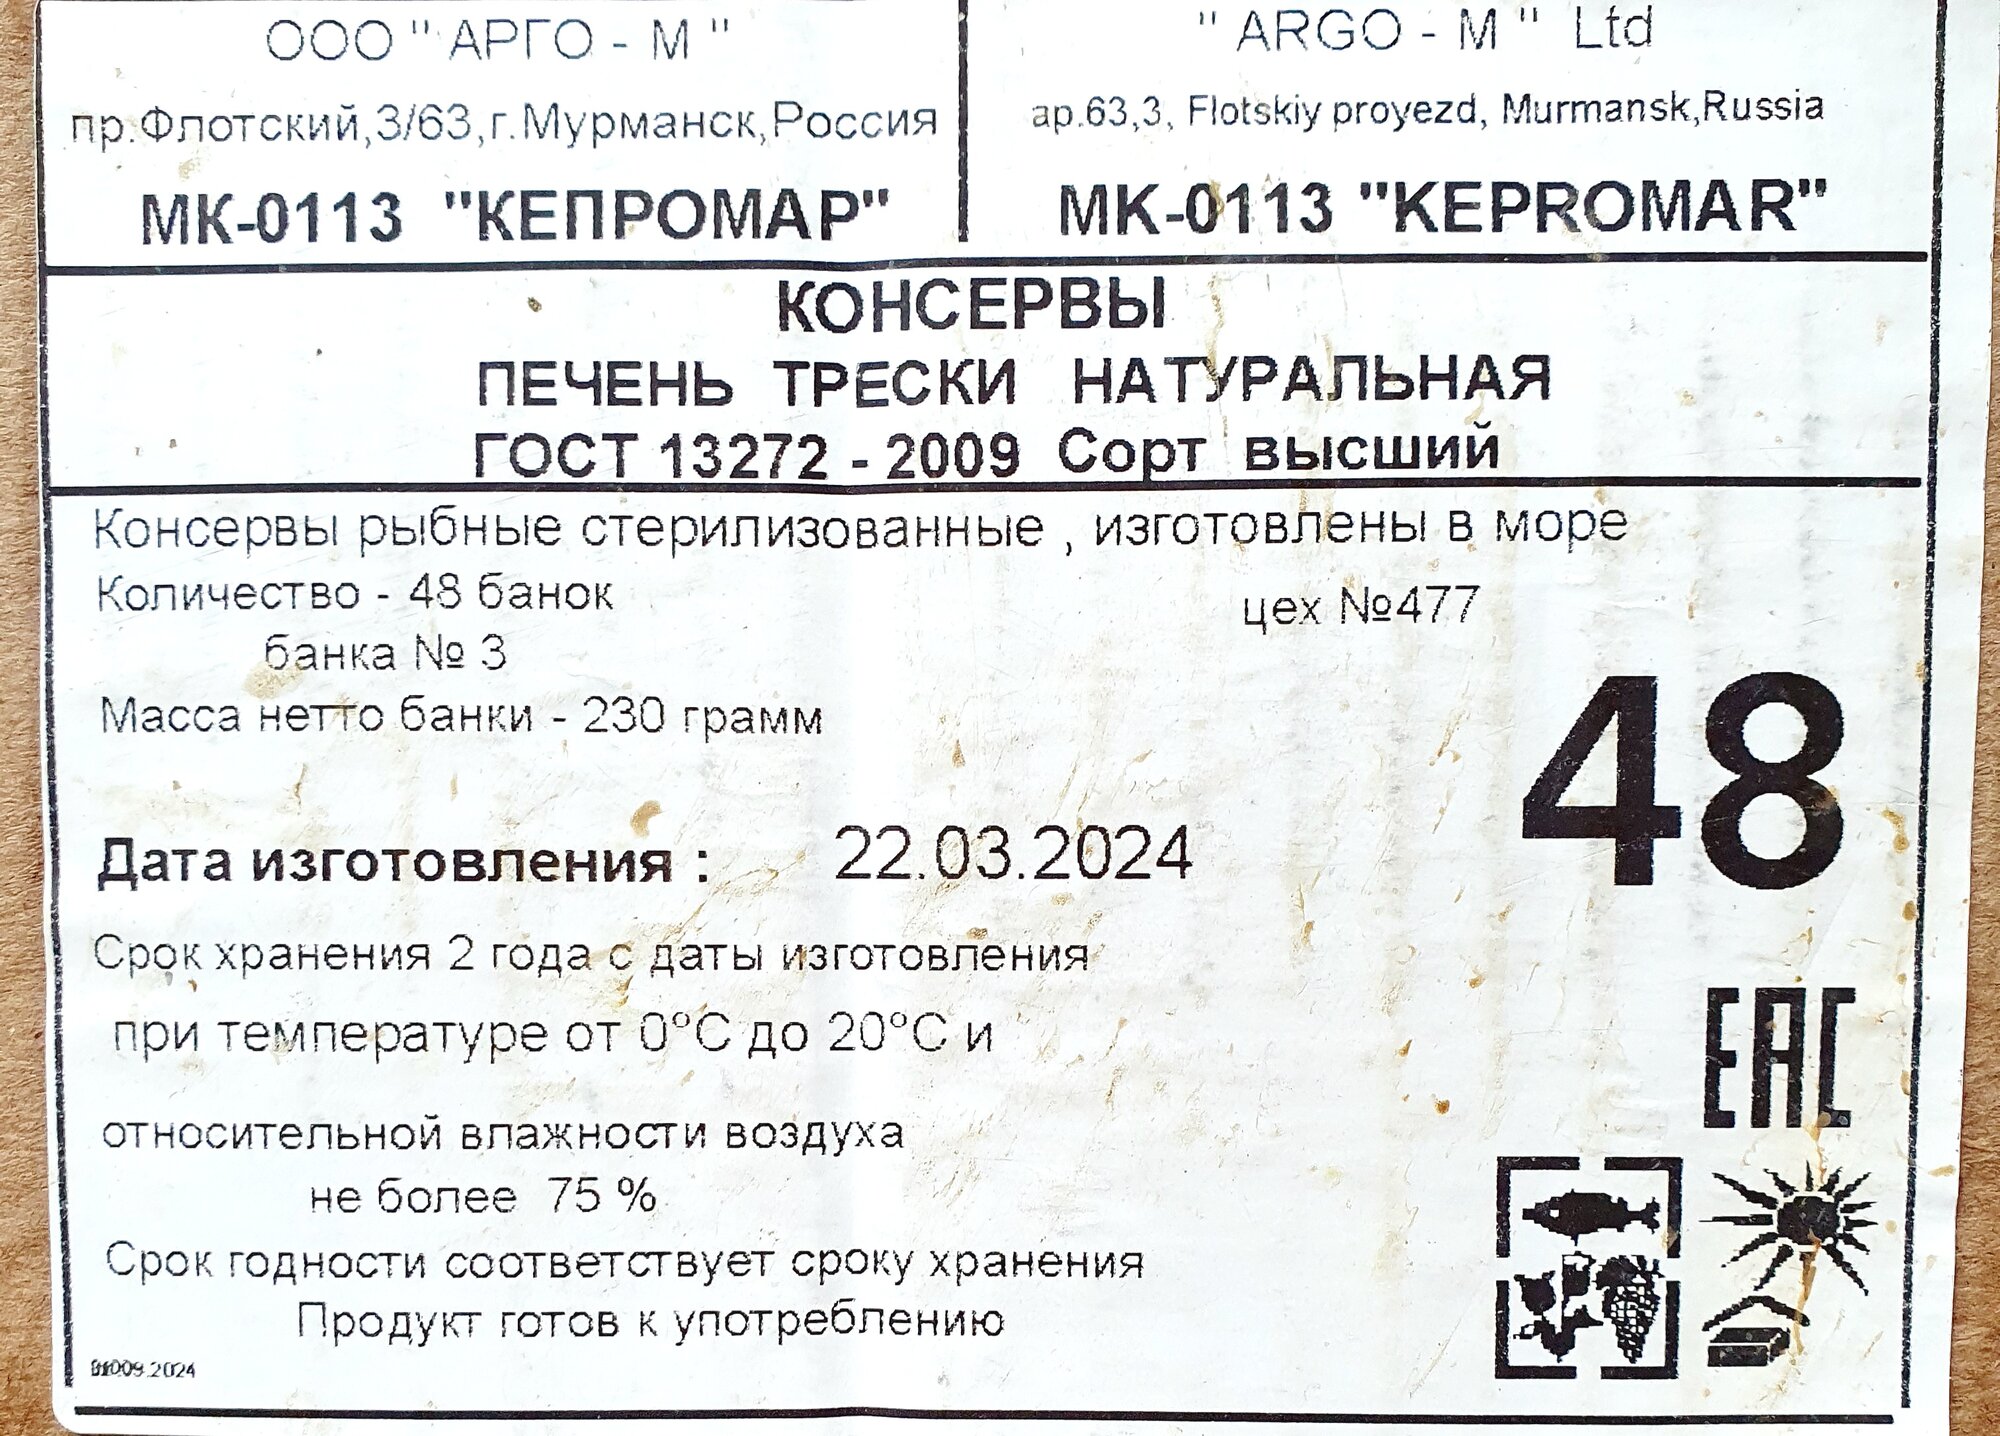 ООО " АРГО - М "
пр.Флотский,3/63,г.Мурманск,Россия
МК-0113 "КЕПРОМАР"
" ARGO - M " Ltd
ap.63,3, Flotskiy proyezd, Murmansk,Russia
MK-0113 "KEPROMAR"
КОНСЕРВЫ
ПЕЧЕНЬ ТРЕСКИ НАТУРАЛЬНАЯ
ГОСТ 13272 - 2009 Сорт высший
Консервы рыбные стерилизованные , изготовлены в море
Количество - 48 банок
цех №477
банка № 3
Масса нетто банки - 230 грамм
48
Дата изготовления : 22.03.2024
Срок хранения 2 года с даты изготовления
при температуре от 0°С до 20°С и
относительной влажности воздуха
не более 75 %
Срок годности соответствует сроку хранения
Продукт готов к употреблению
ЕАС